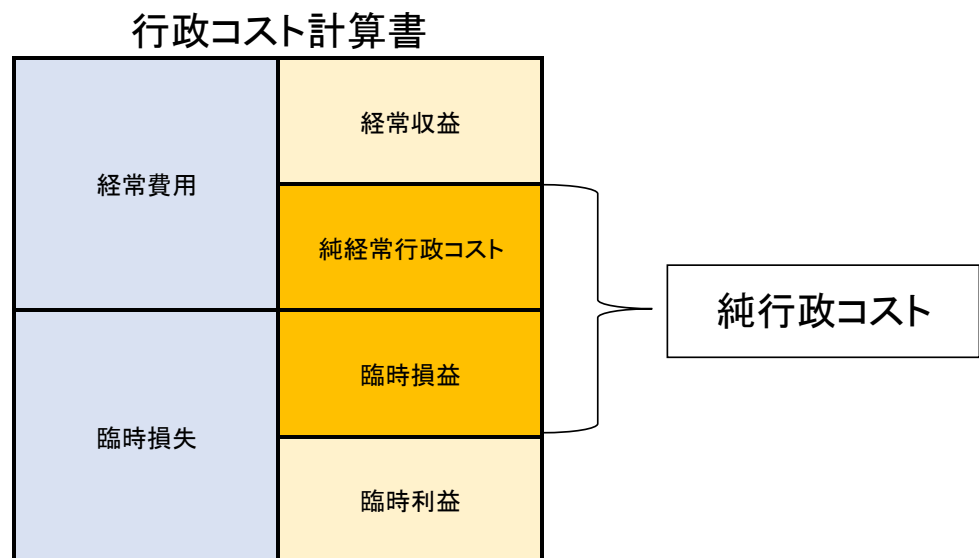 行政コスト計算書
経常費用
経常収益
純経常行政コスト
臨時損失
臨時損益
臨時利益
純行政コスト